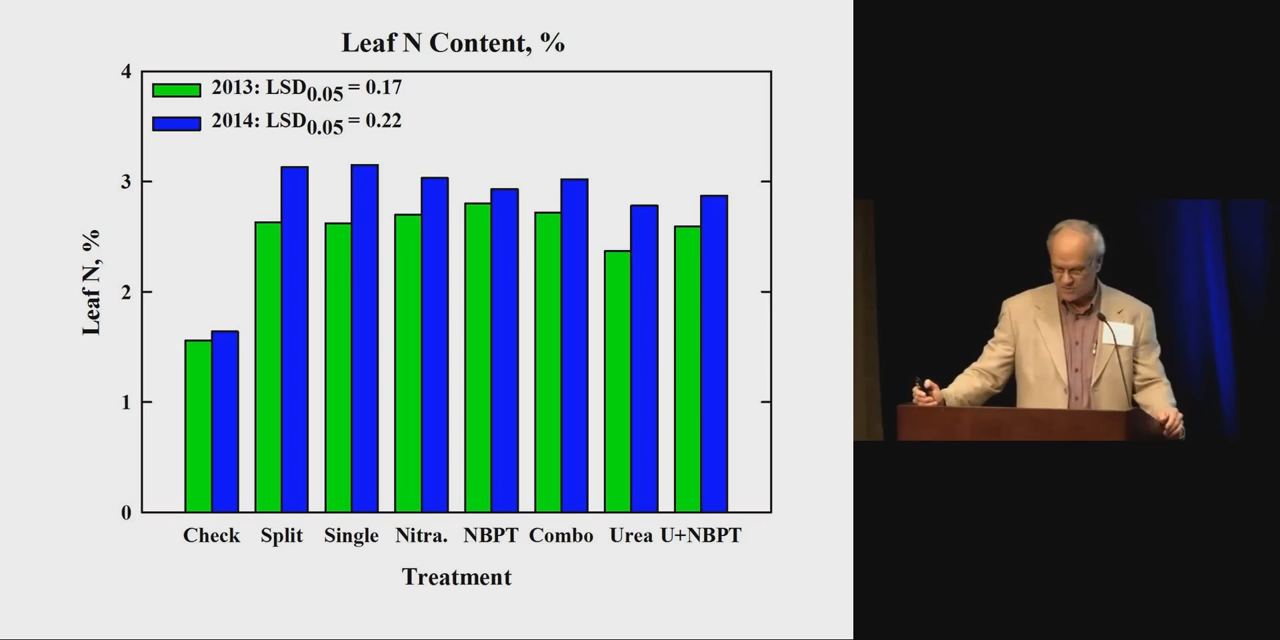 Leaf N Content, %
4
2013: LSD0.05 = 0.17
2014: LSD0.05 = 0.22
3
2
1
0
Leaf N, %
Check Split Single Nitra. NBPT Combo Urea U+NBPT
Treatment